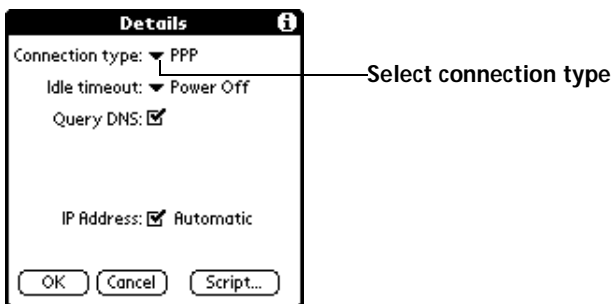 Details i
Connection type: PPP
Select connection type
Idle timeout: Power Off
Query DNS:
IP Address: Automatic
OK Cancel Script...